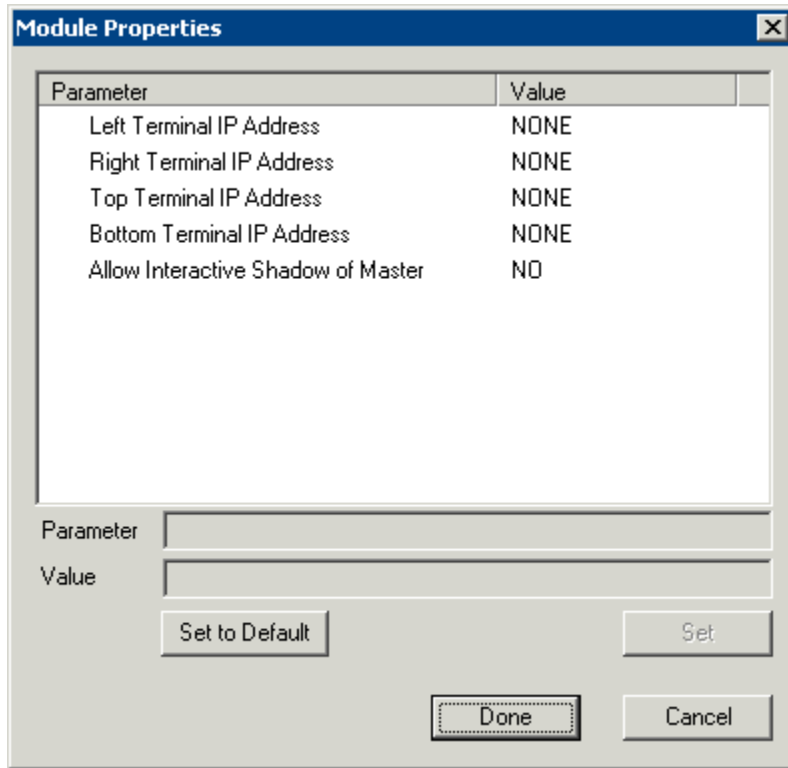 Module Properties
Parameter Value
Left Terminal IP Address NONE
Right Terminal IP Address NONE
Top Terminal IP Address NONE
Bottom Terminal IP Address NONE
Allow Interactive Shadow of Master NO
Parameter
Value
Set to Default Set
Done Cancel